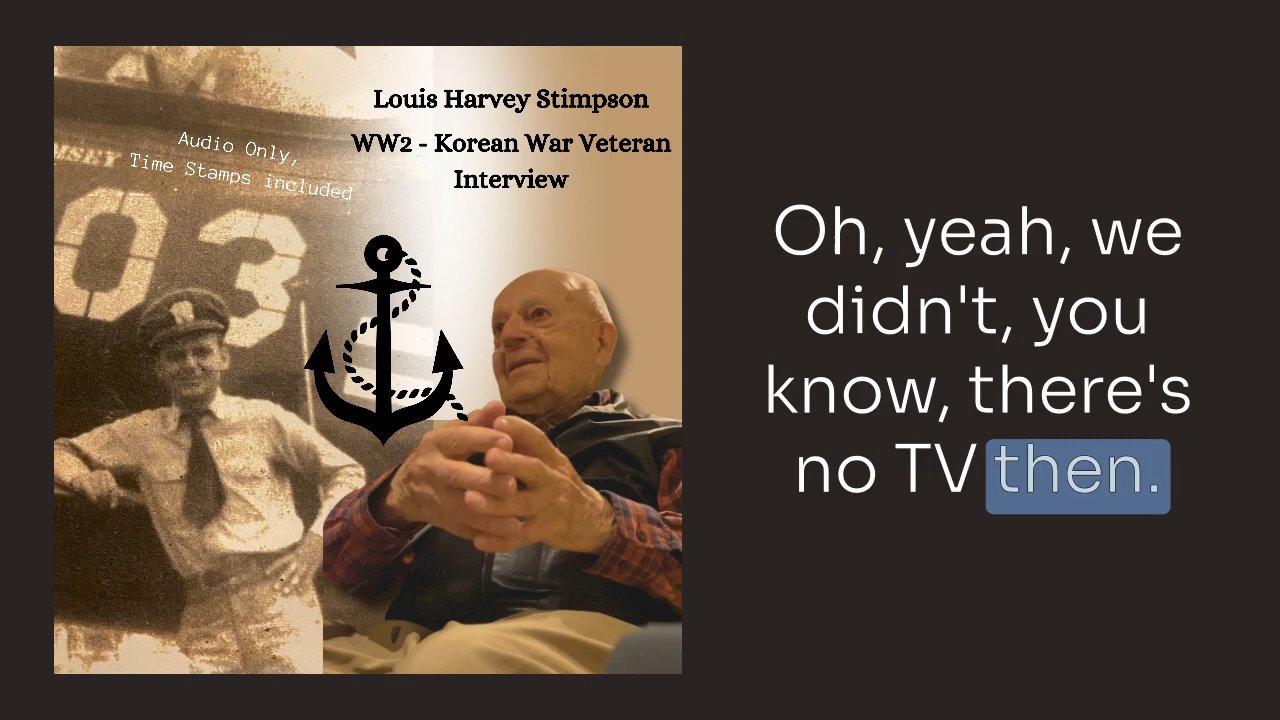 Louis Harvey Stimpson
WW2 - Korean War Veteran
Interview
Audio Only,
Time Stamps included
MSEY
03
Oh, yeah, we
didn't, you
know, there's
no TV then.